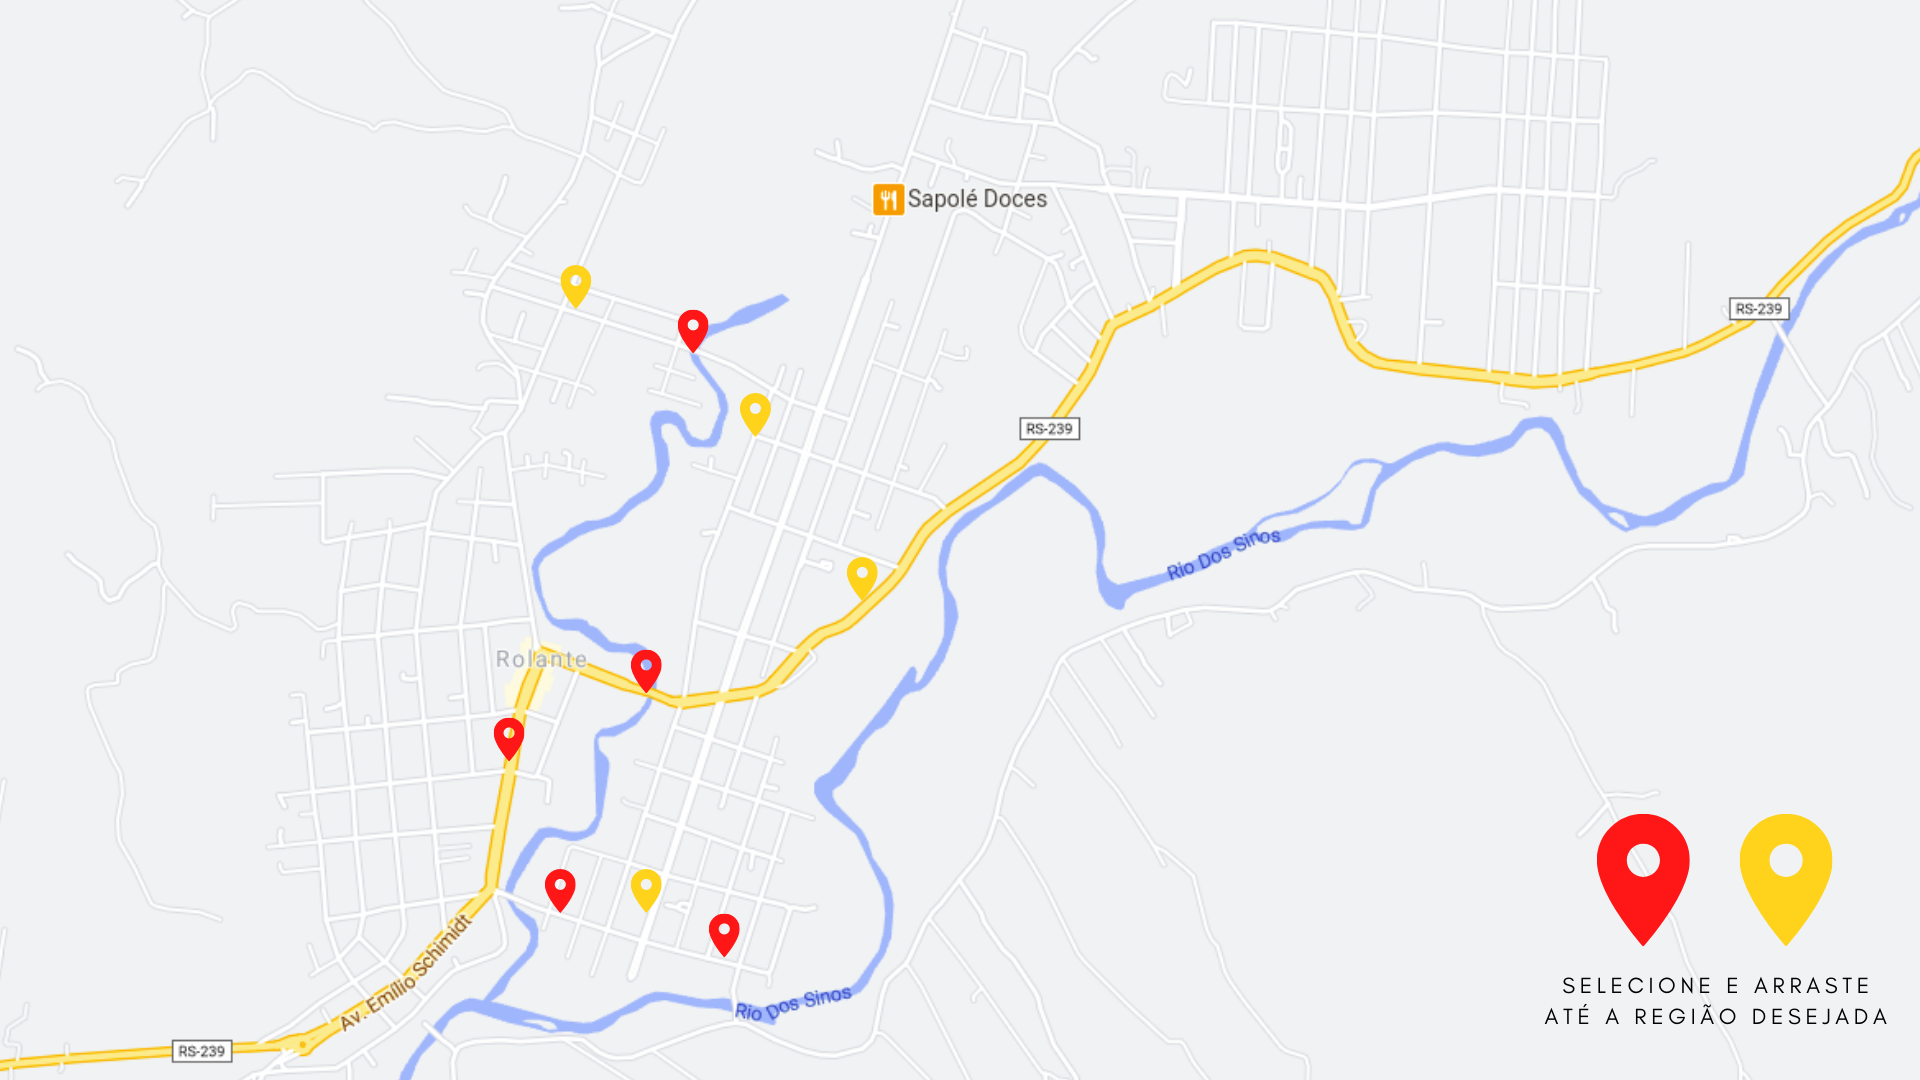 Sapolé Doces
RS-239
RS-239
Rio Dos Sinos
Rolante
Av. Emílio Schimidt
Rio Dos Sinos
RS-239
SELECIONE E ARRASTE
ATÉ A REGIÃO DESEJADA